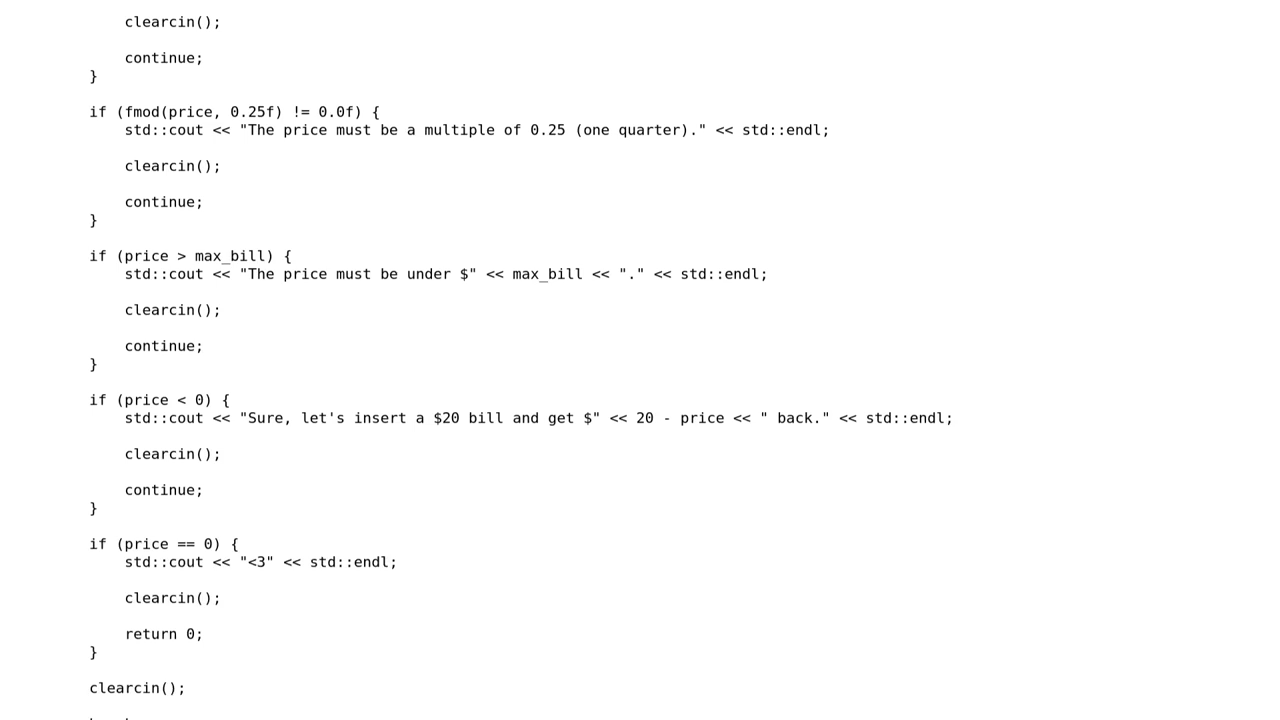 clearcin();
continue;
}
if (fmod(price, 0.25f) != 0.0f) {
std::cout << "The price must be a multiple of 0.25 (one quarter)." << std::endl;
clearcin();
continue;
}
if (price > max_bill) {
std::cout << "The price must be under $" << max_bill << "." << std::endl;
clearcin();
continue;
}
if (price < 0) {
std::cout << "Sure, let's insert a $20 bill and get $" << 20 - price << " back." << std::endl;
clearcin();
continue;
}
if (price == 0) {
std::cout << "<3" << std::endl;
clearcin();
return 0;
}
clearcin();